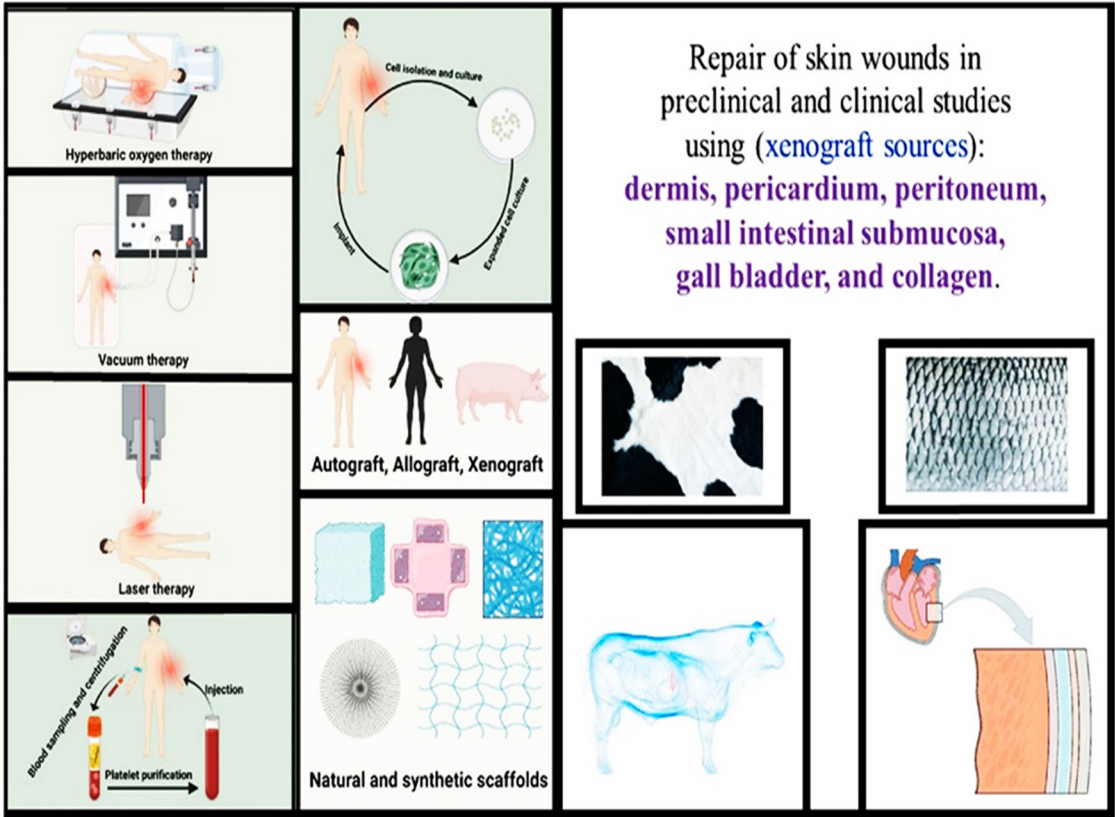 Hyperbaric oxygen therapy
Vacuum therapy
Laser therapy
Blood sampling and centrifugation
Injection
Platelet purification
Cell isolation and culture
Expanded cell culture
Implant
Autograft, Allograft, Xenograft
Natural and synthetic scaffolds
Repair of skin wounds in
preclinical and clinical studies
using (xenograft sources):
dermis, pericardium, peritoneum,
small intestinal submucosa,
gall bladder, and collagen.